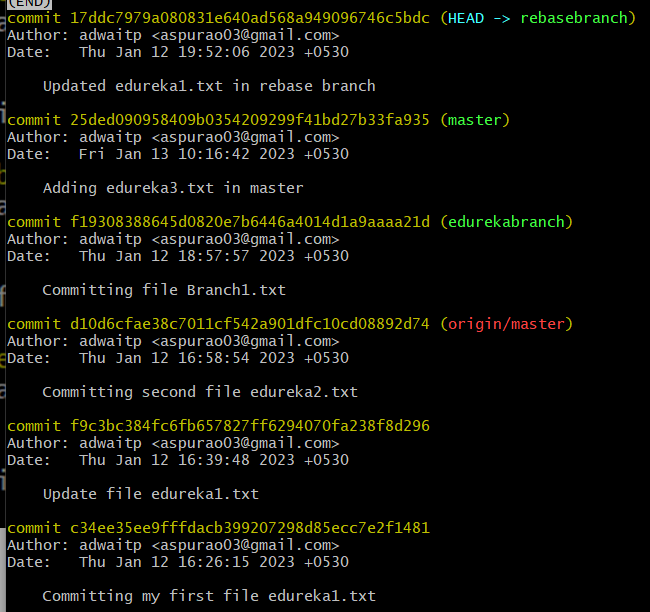 (END)
commit 17ddc7979a080831e640ad568a949096746c5bdc (HEAD -> rebasebranch)
Author: adwaitp <aspurao03@gmail.com>
Date:   Thu Jan 12 19:52:06 2023 +0530
Updated edureka1.txt in rebase branch
commit 25ded090958409b0354209299f41bd27b33fa935 (master)
Author: adwaitp <aspurao03@gmail.com>
Date:   Fri Jan 13 10:16:42 2023 +0530
Adding edureka3.txt in master
commit f19308388645d0820e7b6446a4014d1a9aaaa21d (edurekabranch)
Author: adwaitp <aspurao03@gmail.com>
Date:   Thu Jan 12 18:57:57 2023 +0530
Committing file Branch1.txt
commit d10d6cfae38c7011cf542a901dfc10cd08892d74 (origin/master)
Author: adwaitp <aspurao03@gmail.com>
Date:   Thu Jan 12 16:58:54 2023 +0530
Committing second file edureka2.txt
commit f9c3bc384fc6fb657827ff6294070fa238f8d296
Author: adwaitp <aspurao03@gmail.com>
Date:   Thu Jan 12 16:39:48 2023 +0530
Update file edureka1.txt
commit c34ee35ee9fffdacb399207298d85ecc7e2f1481
Author: adwaitp <aspurao03@gmail.com>
Date:   Thu Jan 12 16:26:15 2023 +0530
Committing my first file edureka1.txt